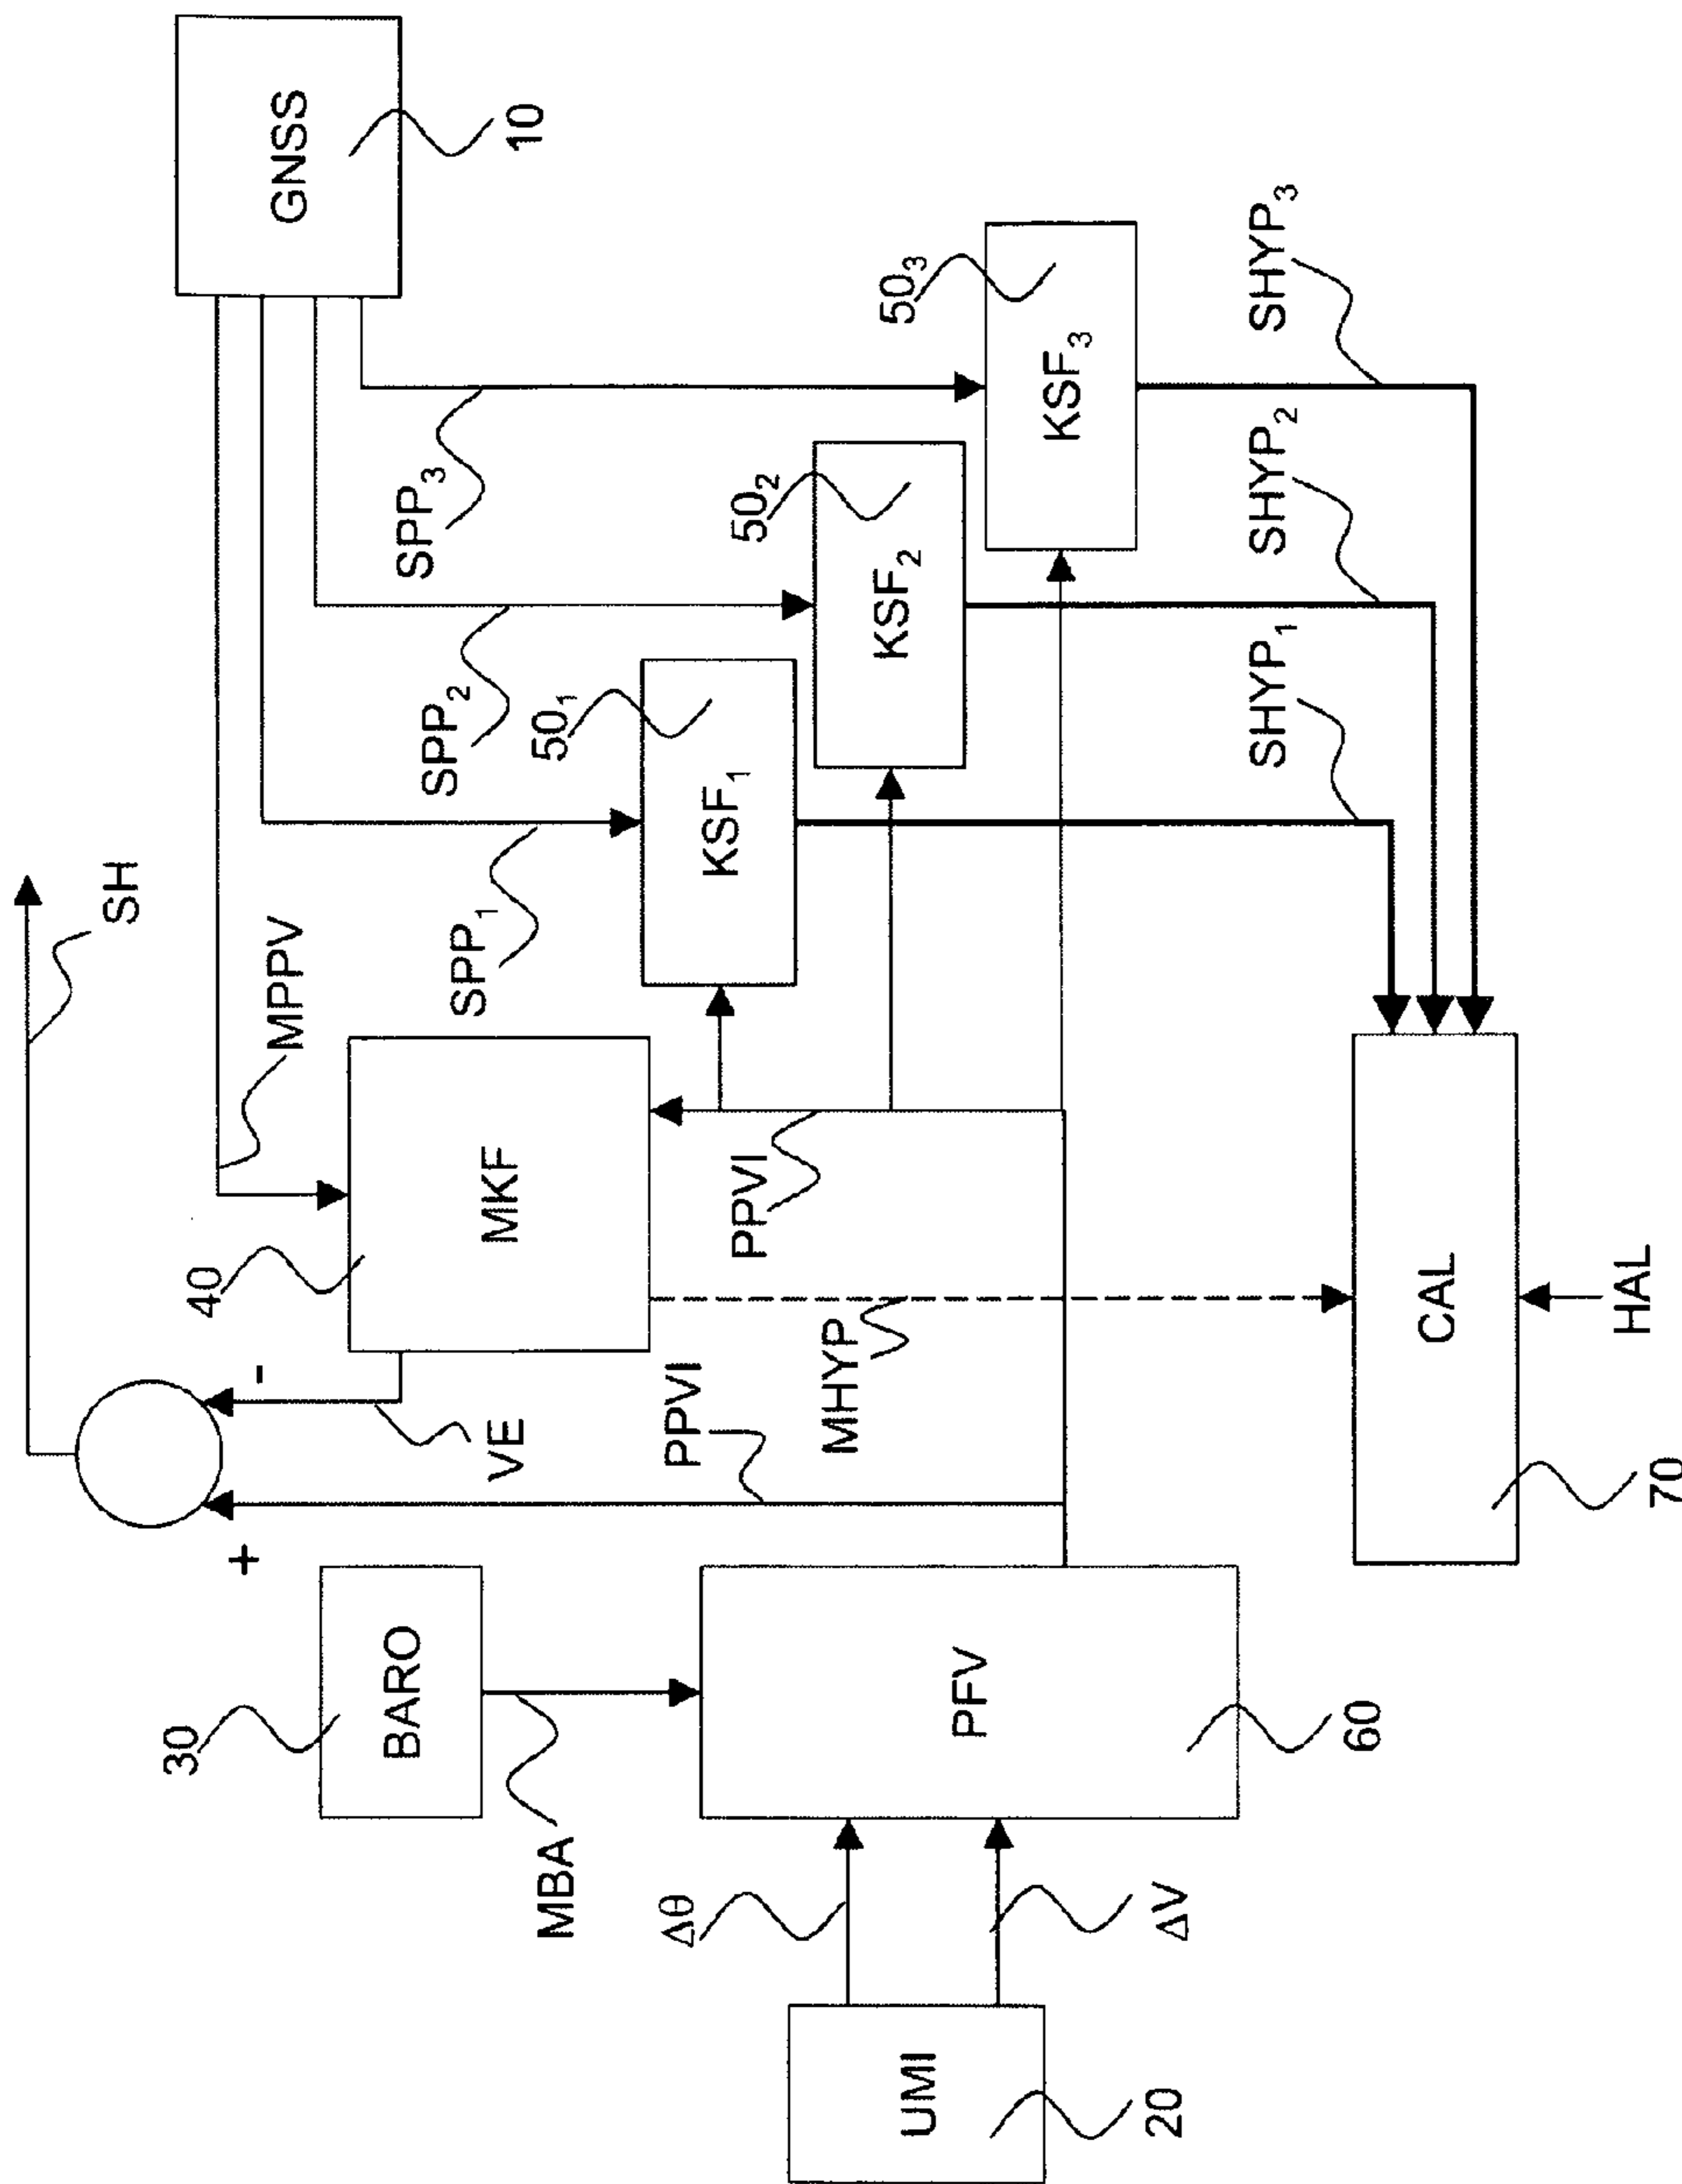 SH
GNSS
10
MPPV
SPP₁
SPP₂
SPP₃
40
MKF
VE
-
+
PPVI
PPVI
MHYP
KSF₁
50₁
KSF₂
50₂
KSF₃
50₃
30
BARO
MBA
UMI
20
Δθ
ΔV
PFV
60
SHYP₁
SHYP₂
SHYP₃
CAL
70
HAL